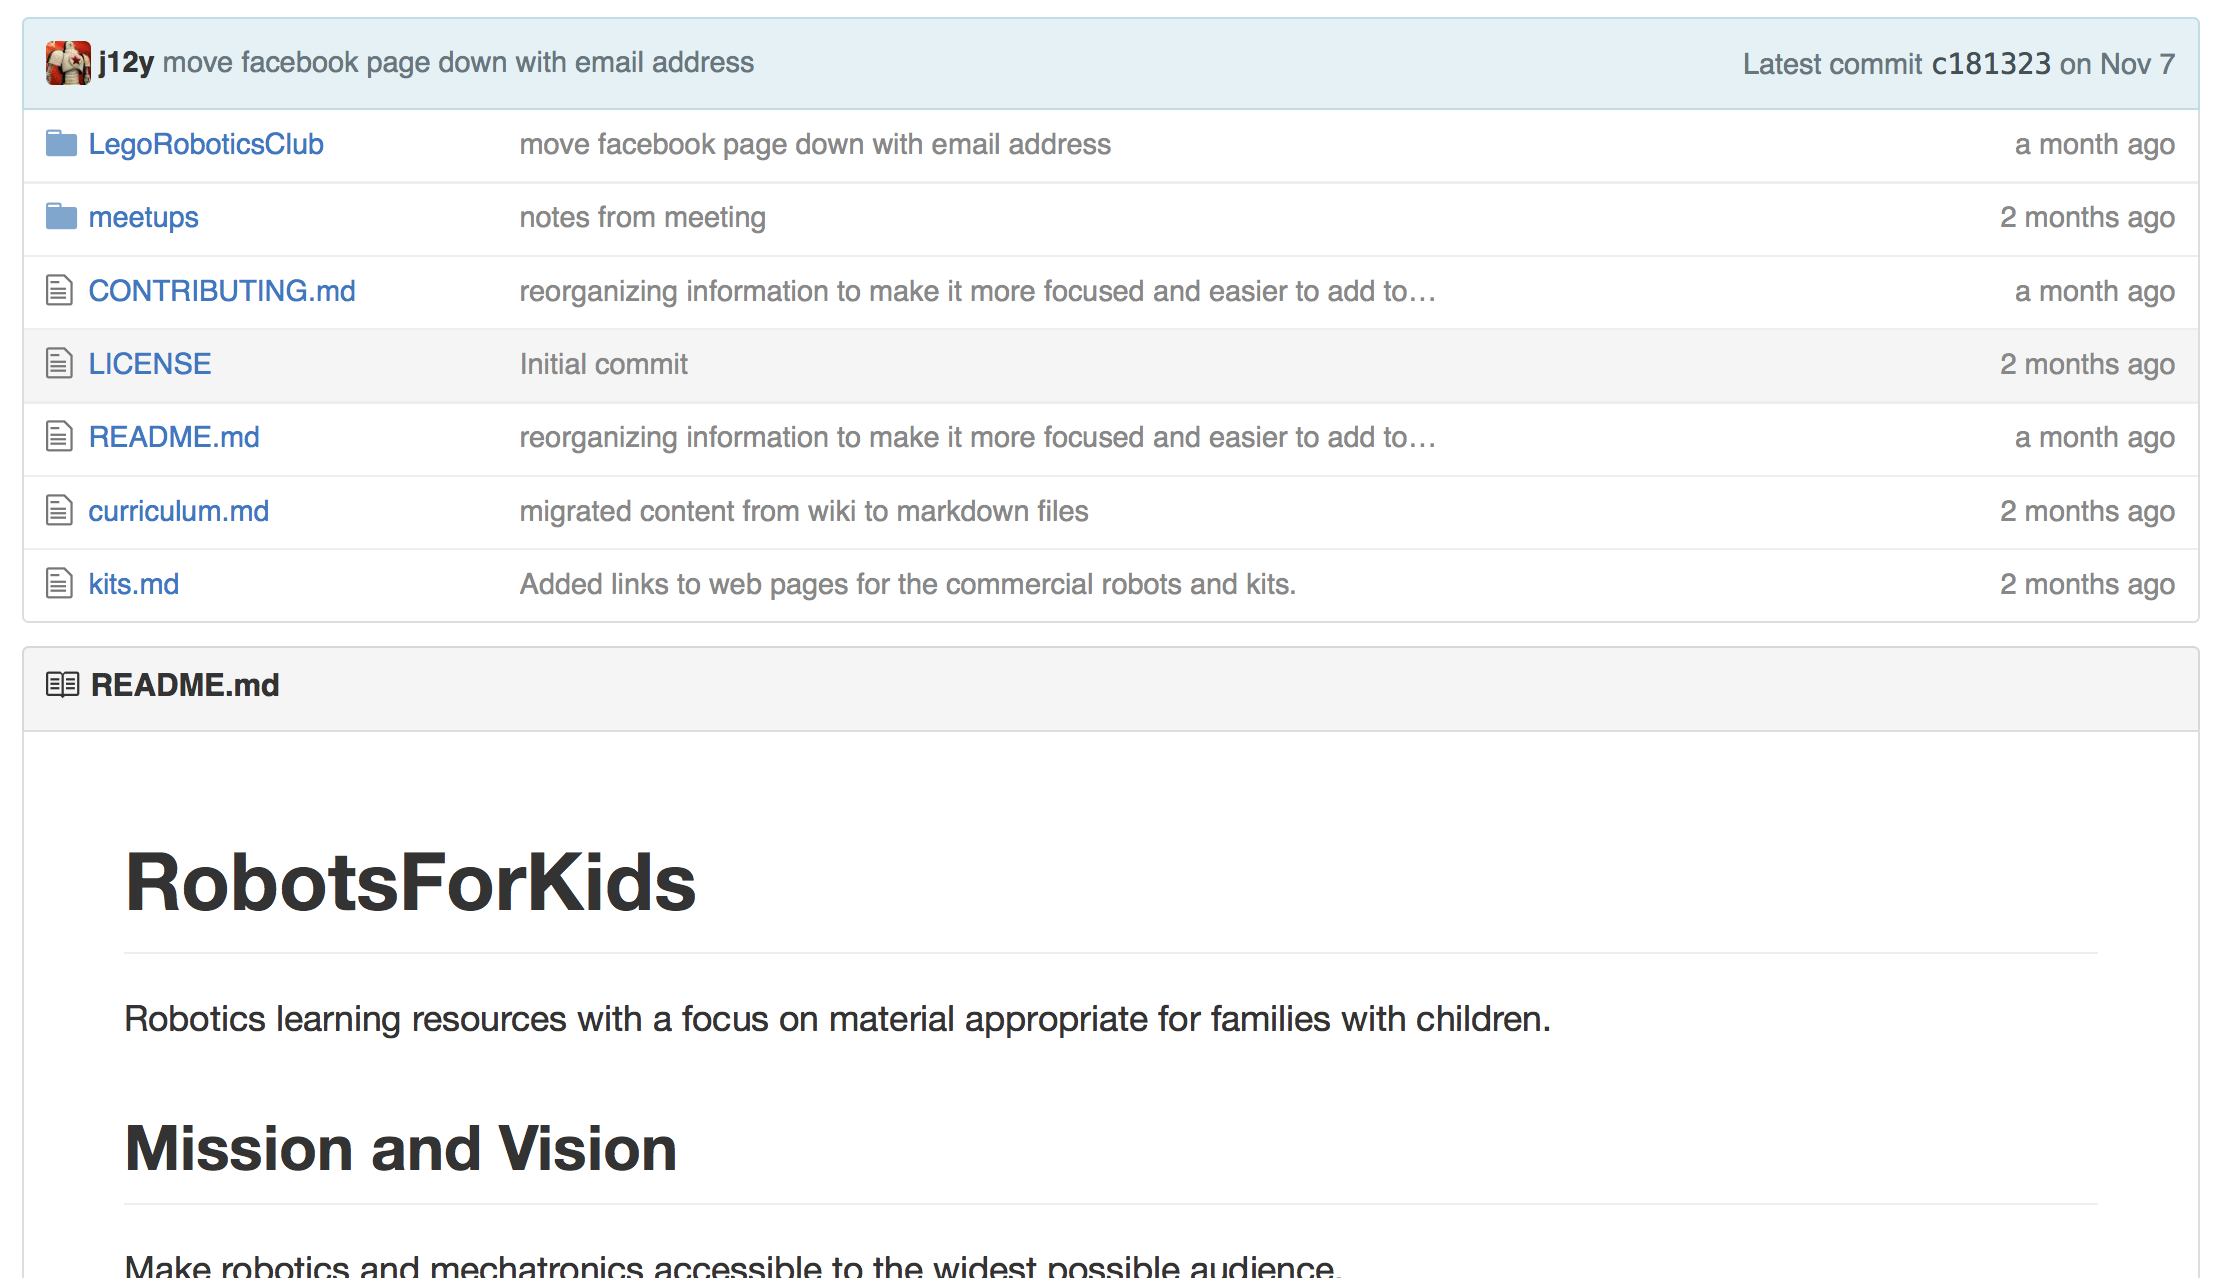 j12y move facebook page down with email address Latest commit c181323 on Nov 7
LegoRoboticsClub move facebook page down with email address a month ago
meetups notes from meeting 2 months ago
CONTRIBUTING.md reorganizing information to make it more focused and easier to add to… a month ago
LICENSE Initial commit 2 months ago
README.md reorganizing information to make it more focused and easier to add to… a month ago
curriculum.md migrated content from wiki to markdown files 2 months ago
kits.md Added links to web pages for the commercial robots and kits. 2 months ago
README.md
RobotsForKids
Robotics learning resources with a focus on material appropriate for families with children.
Mission and Vision
Make robotics and mechatronics accessible to the widest possible audience.